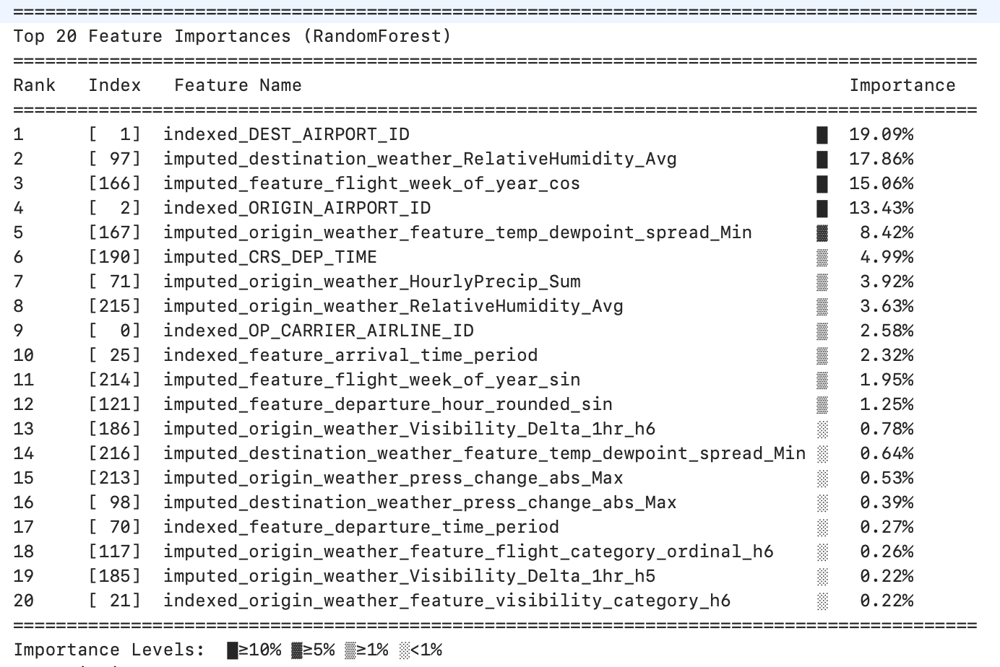 ===========================================================================================
Top 20 Feature Importances (RandomForest)
===========================================================================================
Rank   Index   Feature Name                                                    Importance
===========================================================================================
1      [  1]  indexed_DEST_AIRPORT_ID                                       █  19.09%
2      [ 97]  imputed_destination_weather_RelativeHumidity_Avg              █  17.86%
3      [166]  imputed_feature_flight_week_of_year_cos                       █  15.06%
4      [  2]  indexed_ORIGIN_AIRPORT_ID                                     █  13.43%
5      [167]  imputed_origin_weather_feature_temp_dewpoint_spread_Min       ▓   8.42%
6      [190]  imputed_CRS_DEP_TIME                                          ▒   4.99%
7      [ 71]  imputed_origin_weather_HourlyPrecip_Sum                       ▒   3.92%
8      [215]  imputed_origin_weather_RelativeHumidity_Avg                   ▒   3.63%
9      [  0]  indexed_OP_CARRIER_AIRLINE_ID                                 ▒   2.58%
10     [ 25]  indexed_feature_arrival_time_period                           ▒   2.32%
11     [214]  imputed_feature_flight_week_of_year_sin                       ▒   1.95%
12     [121]  imputed_feature_departure_hour_rounded_sin                    ▒   1.25%
13     [186]  imputed_origin_weather_Visibility_Delta_1hr_h6                ░   0.78%
14     [216]  imputed_destination_weather_feature_temp_dewpoint_spread_Min  ░   0.64%
15     [213]  imputed_origin_weather_press_change_abs_Max                   ░   0.53%
16     [ 98]  imputed_destination_weather_press_change_abs_Max              ░   0.39%
17     [ 70]  indexed_feature_departure_time_period                         ░   0.27%
18     [117]  imputed_origin_weather_feature_flight_category_ordinal_h6     ░   0.26%
19     [185]  imputed_origin_weather_Visibility_Delta_1hr_h5                ░   0.22%
20     [ 21]  indexed_origin_weather_feature_visibility_category_h6         ░   0.22%
===========================================================================================
Importance Levels:  █≥10% ▓≥5% ▒≥1% ░<1%